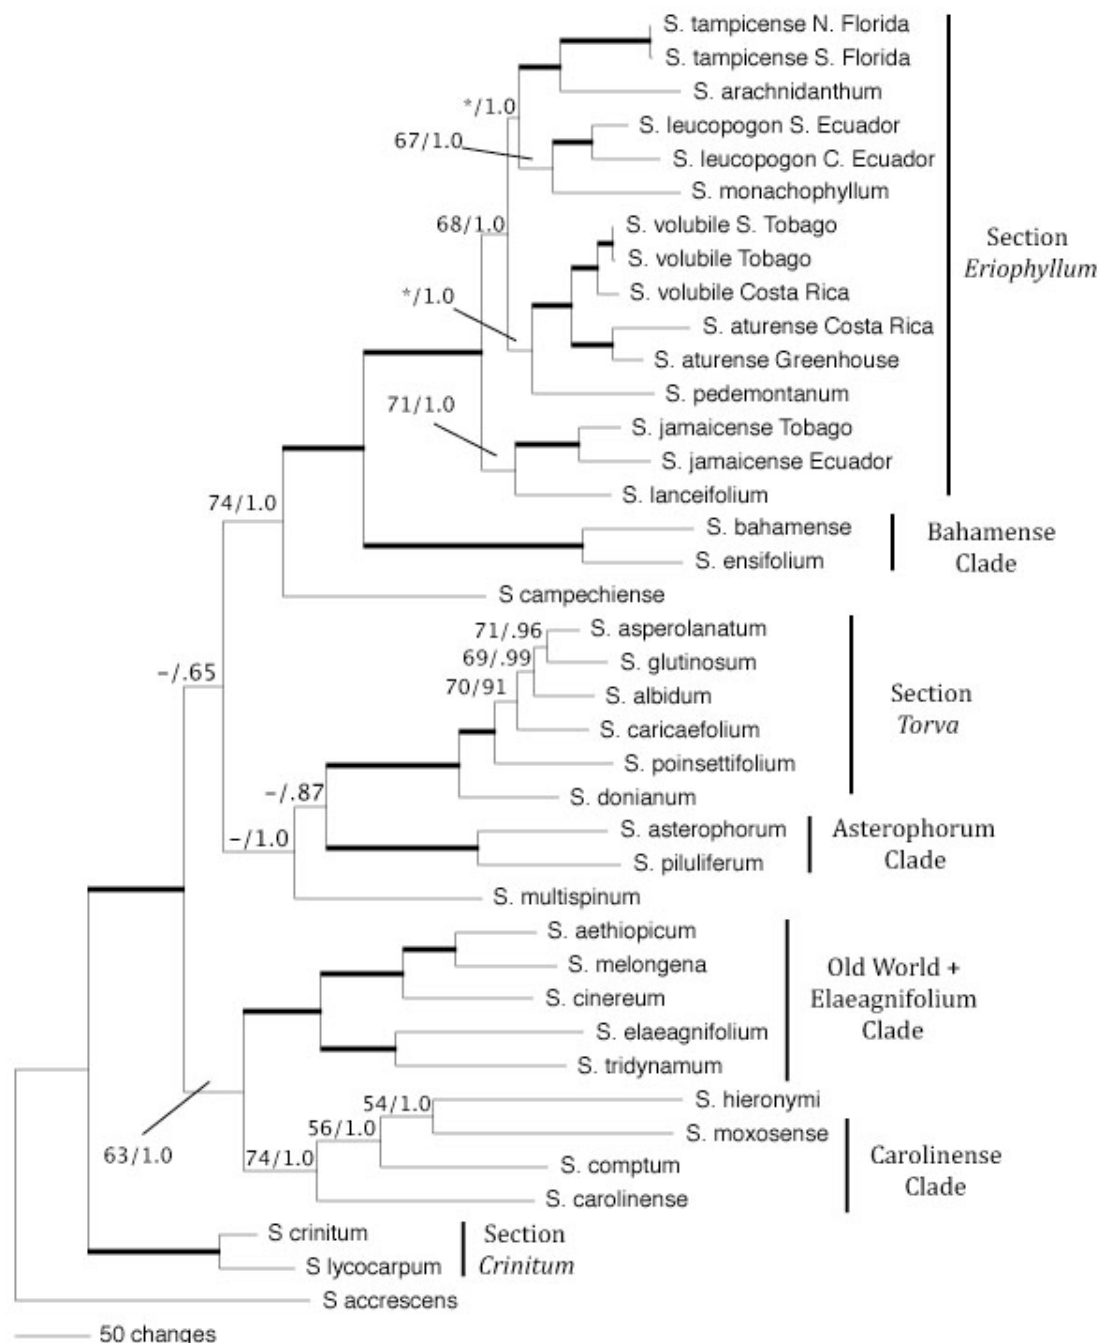 S. tampicense N. Florida
S. tampicense S. Florida
S. arachnidanthum
*/1.0
S. leucopogon S. Ecuador
67/1.0
S. leucopogon C. Ecuador
S. monachophyllum
68/1.0
S. volubile S. Tobago
S. volubile Tobago
Section
Eriophyllum
*/1.0
S. volubile Costa Rica
S. aturense Costa Rica
S. aturense Greenhouse
S. pedemontanum
71/1.0
S. jamaicense Tobago
S. jamaicense Ecuador
S. lanceifolium
74/1.0
S. bahamense
S. ensifolium
Bahamense
Clade
S campechiense
71/.96
S. asperolanatum
69/.99
S. glutinosum
–/.65
70/91
S. albidum
Section
Torva
S. caricaefolium
S. poinsettifolium
–/.87
S. donianum
–/1.0
S. asterophorum
S. piluliferum
Asterophorum
Clade
S. multispinum
S. aethiopicum
S. melongena
S. cinereum
Old World +
Elaeagnifolium
Clade
S. elaeagnifolium
S. tridynamum
54/1.0
S. hieronymi
56/1.0
S. moxosense
63/1.0
74/1.0
S. comptum
S. carolinense
Carolinense
Clade
S crinitum
S lycocarpum
Section
Crinitum
S accrescens
50 changes